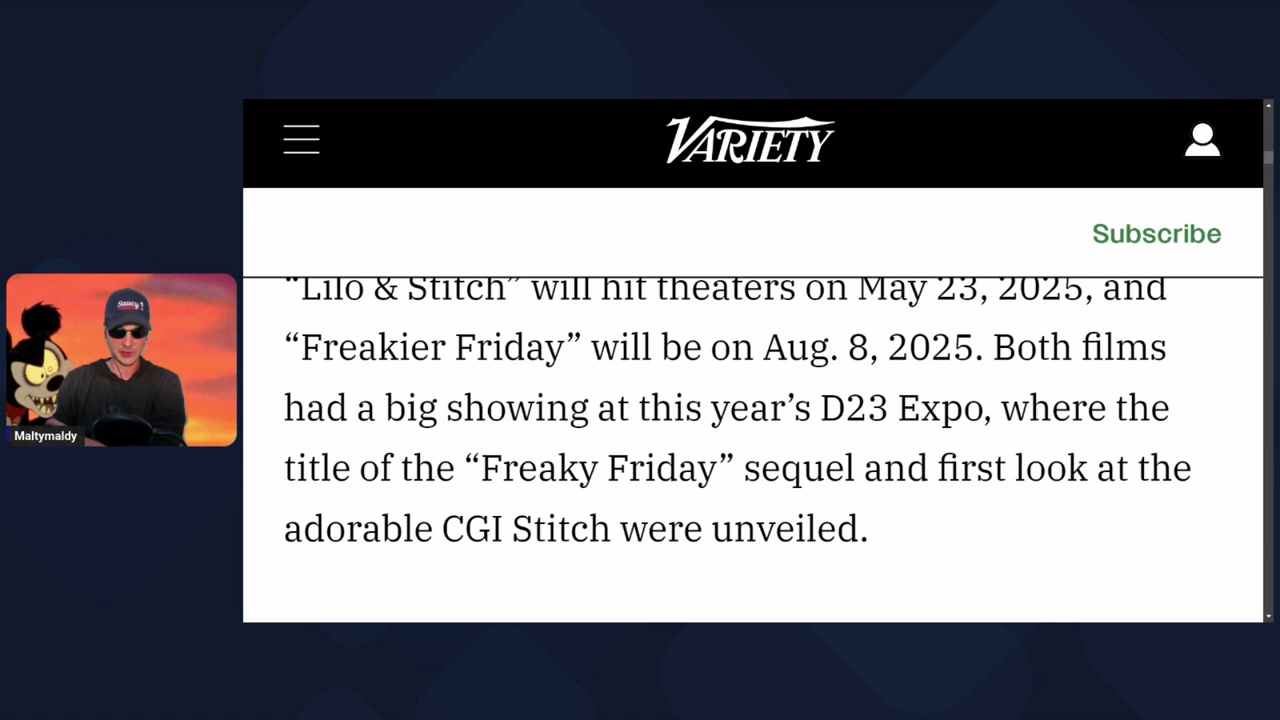 VARIETY
Subscribe
“Lilo & Stitch” will hit theaters on May 23, 2025, and
“Freakier Friday” will be on Aug. 8, 2025. Both films
had a big showing at this year’s D23 Expo, where the
title of the “Freaky Friday” sequel and first look at the
adorable CGI Stitch were unveiled.
Saucy
Maltymaldy